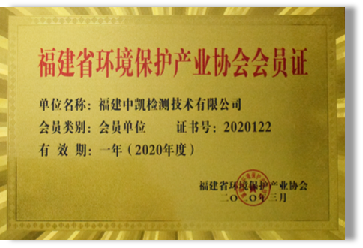 福建省环境保护产业协会会员证
单位名称：福建中凯检测技术有限公司
会员类别：会员单位 证书号：2020122
有 效 期：一年（2020年度）
福建省环境保护产业协会
二〇二〇年三月